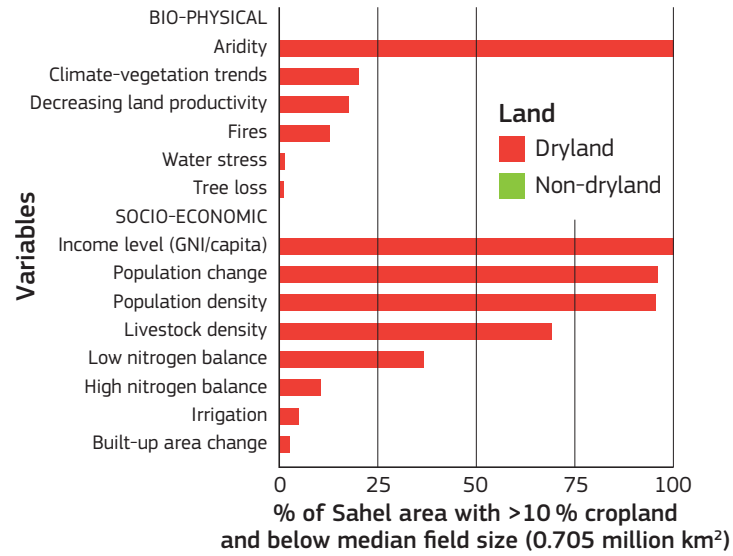 BIO-PHYSICAL
Aridity
Climate-vegetation trends
Decreasing land productivity
Fires
Water stress
Tree loss
SOCIO-ECONOMIC
Income level (GNI/capita)
Population change
Population density
Livestock density
Low nitrogen balance
High nitrogen balance
Irrigation
Built-up area change
Variables
Land
Dryland
Non-dryland
0 25 50 75 100
% of Sahel area with >10 % cropland
and below median field size (0.705 million km²)